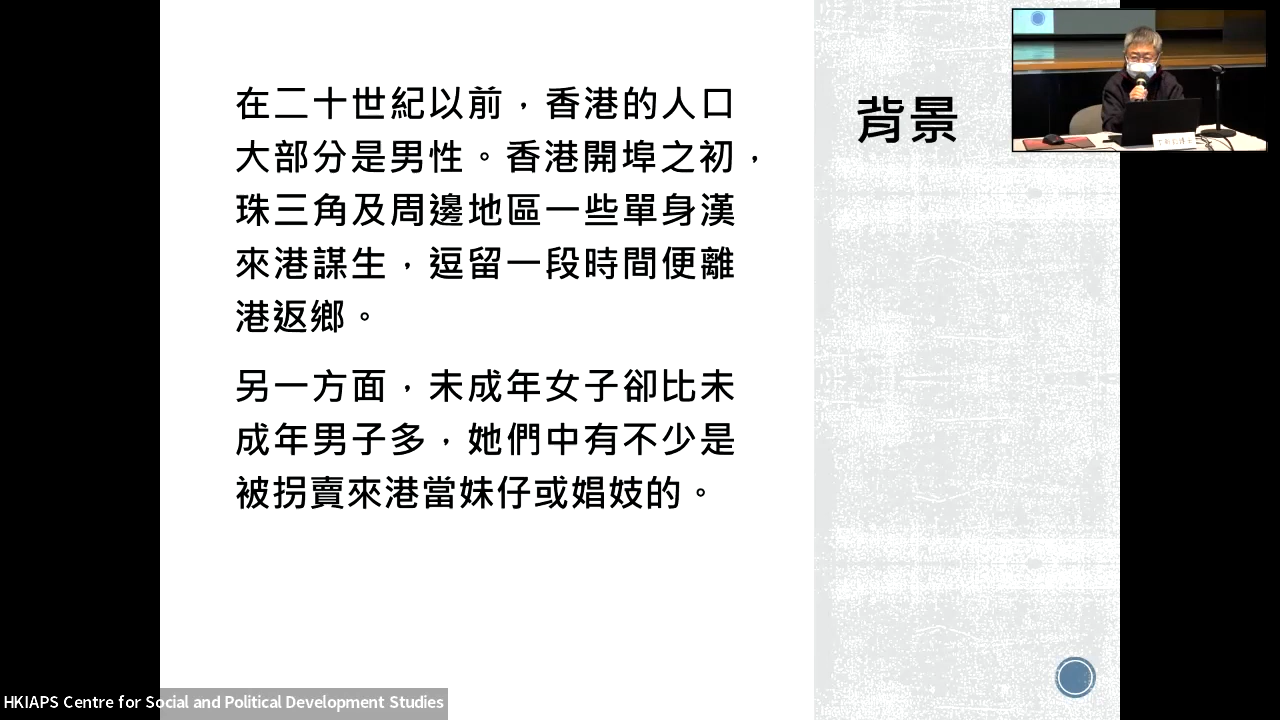 背景
在二十世紀以前，香港的人口
大部分是男性。香港開埠之初，
珠三角及周邊地區一些單身漢
來港謀生，逗留一段時間便離
港返鄉。
另一方面，未成年女子卻比未
成年男子多，她們中有不少是
被拐賣來港當妹仔或娼妓的。
HKIAPS Centre for Social and Political Development Studies